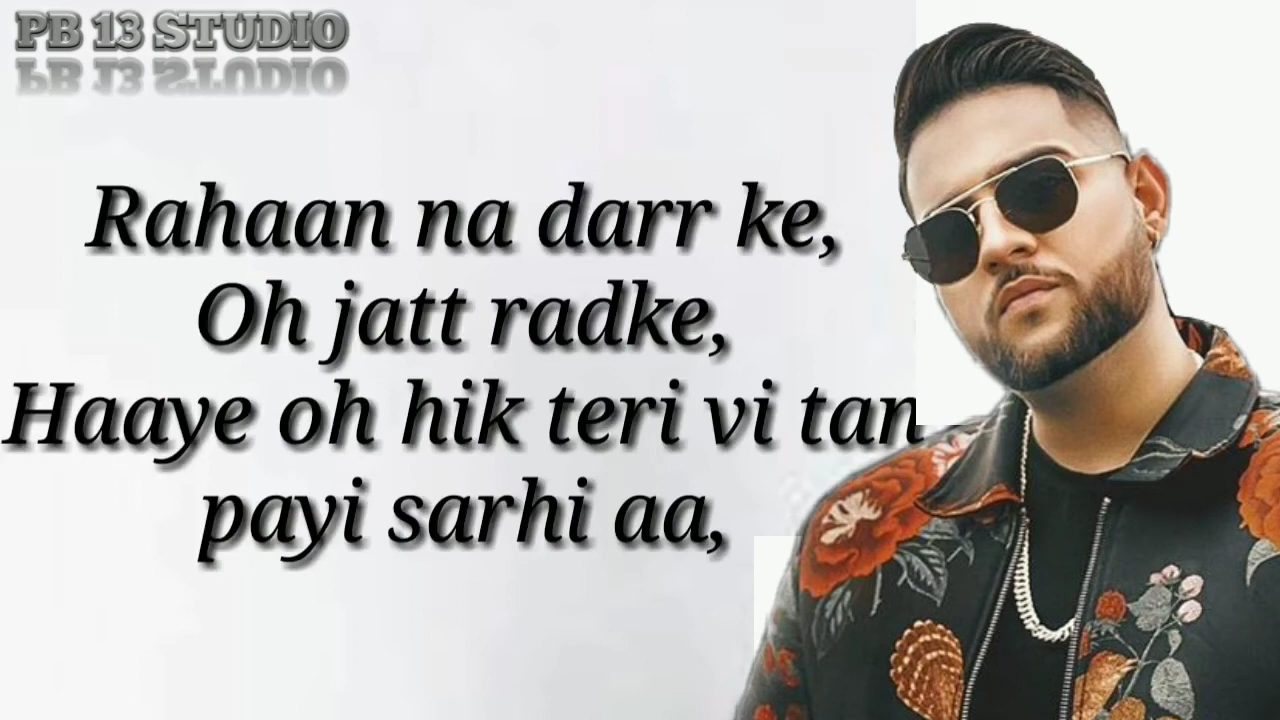 PB 13 STUDIO
Rahaan na darr ke,
Oh jatt radke,
Haaye oh hik teri vi tan
payi sarhi aa,